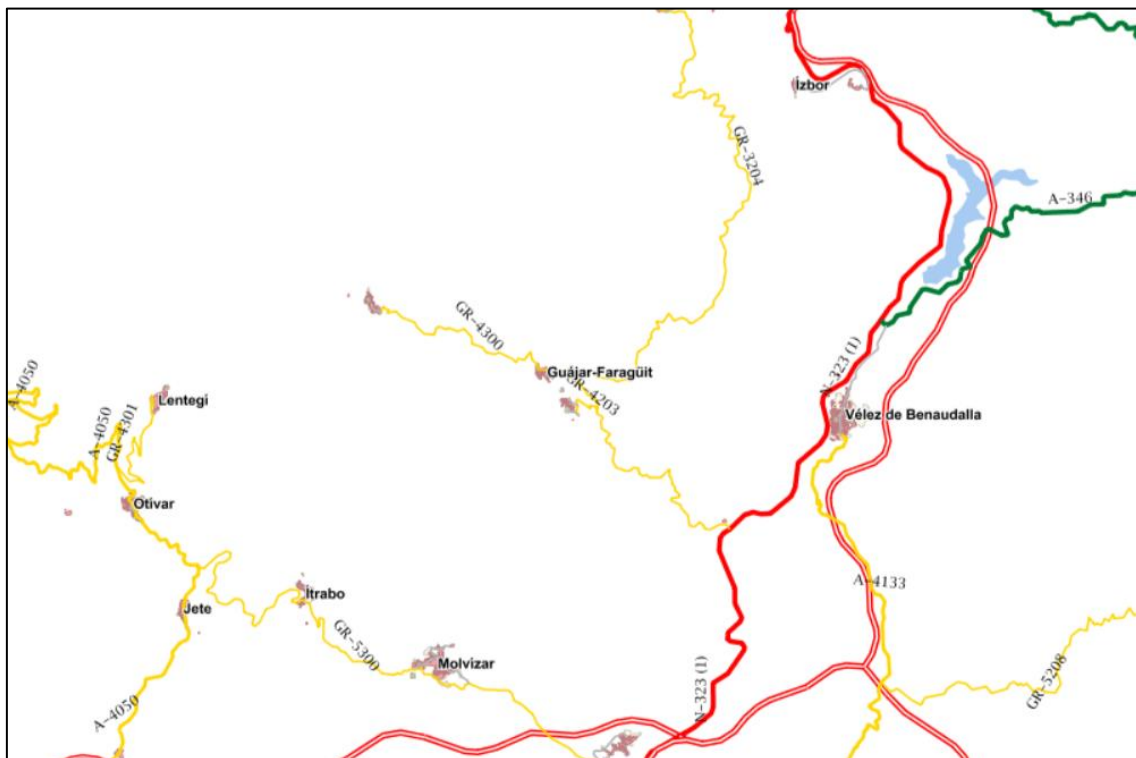 Ízbor
GR-3204
A-346
GR-4300
Guájar-Faragüit
GR-4203
N-323 (1)
A-4050
Lentegi
Vélez de Benaudalla
A-4050
GR-4301
Otívar
A-4133
Ítrabo
Jete
GR-5300
Molvízar
GR-5208
N-323 (1)
A-4050